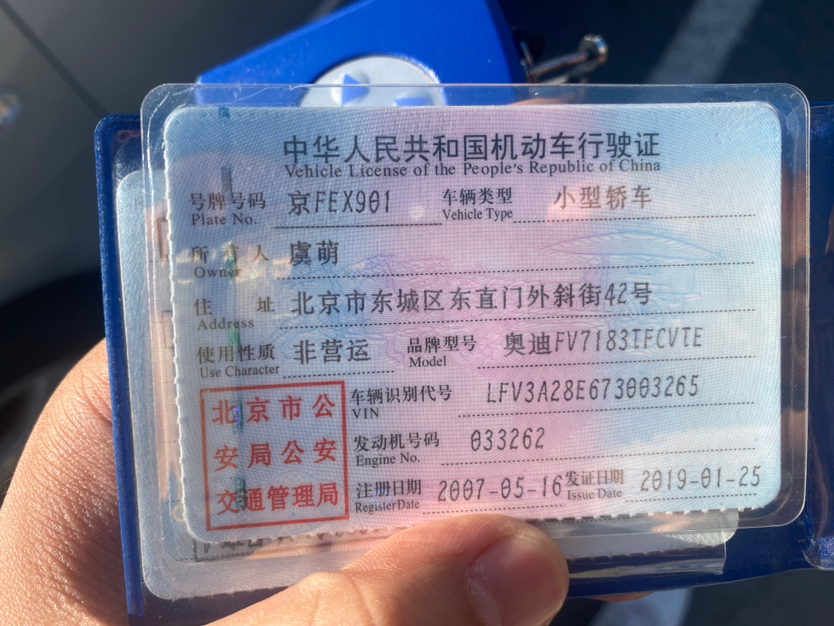 中华人民共和国机动车行驶证
Vehicle License of the People's Republic of China
号牌号码 京FEX901 车辆类型 小型轿车
Plate No. Vehicle Type
所有人 虞萌
Owner
住 址 北京市东城区东直门外斜街42号
Address
使用性质 非营运 品牌型号 奥迪FV7183TFCVTE
Use Character Model
车辆识别代号 LFV3A28E673003265
VIN
发动机号码 033262
Engine No.
注册日期 2007-05-16 发证日期 2019-01-25
Register Date Issue Date
北京市公
安局公安
交通管理局